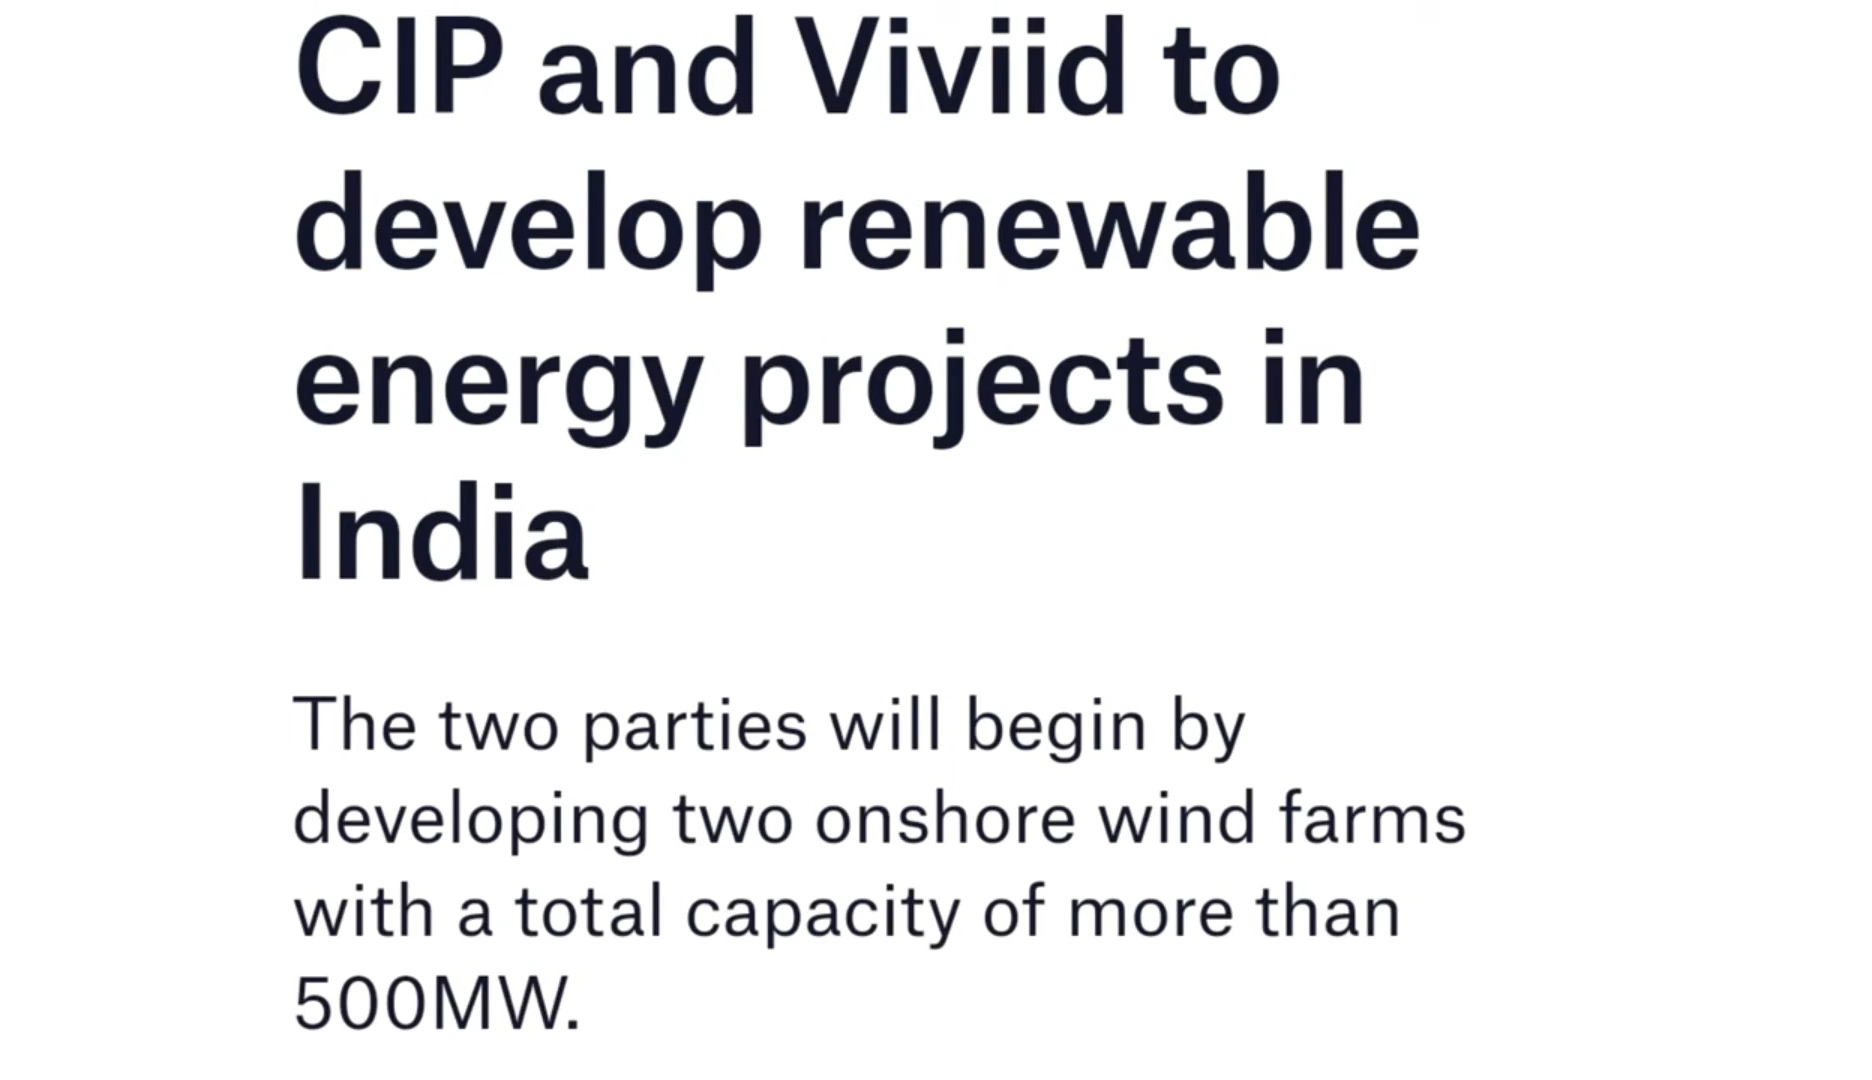 CIP and Viviid to
develop renewable
energy projects in
India
The two parties will begin by
developing two onshore wind farms
with a total capacity of more than
500MW.